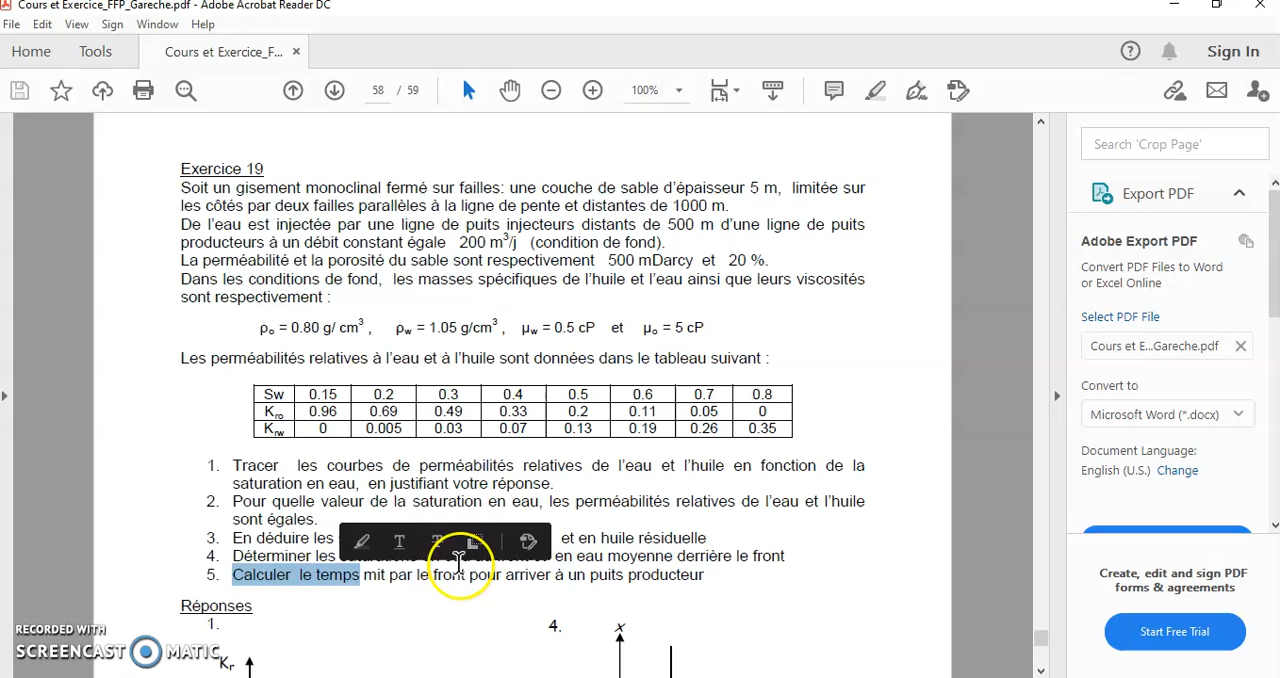 Cours et Exercice_FFP_Gareche.pdf - Adobe Acrobat Reader DC
File Edit View Sign Window Help
Home Tools Cours et Exercice_F... × Sign In
58 / 59 100%
Exercice 19
Soit un gisement monoclinal fermé sur failles: une couche de sable d'épaisseur 5 m, limitée sur
les côtés par deux failles parallèles à la ligne de pente et distantes de 1000 m.
De l'eau est injectée par une ligne de puits injecteurs distants de 500 m d'une ligne de puits
producteurs à un débit constant égale 200 m³/j (condition de fond).
La perméabilité et la porosité du sable sont respectivement 500 mDarcy et 20 %.
Dans les conditions de fond, les masses spécifiques de l'huile et l'eau ainsi que leurs viscosités
sont respectivement :
ρo = 0.80 g/ cm³ , ρw = 1.05 g/cm³ , μw = 0.5 cP et μo = 5 cP
Les perméabilités relatives à l'eau et à l'huile sont données dans le tableau suivant :
Sw 0.15 0.2 0.3 0.4 0.5 0.6 0.7 0.8
Kro 0.96 0.69 0.49 0.33 0.2 0.11 0.05 0
Krw 0 0.005 0.03 0.07 0.13 0.19 0.26 0.35
1. Tracer les courbes de perméabilités relatives de l'eau et l'huile en fonction de la
saturation en eau, en justifiant votre réponse.
2. Pour quelle valeur de la saturation en eau, les perméabilités relatives de l'eau et l'huile
sont égales.
3. En déduire les et en huile résiduelle
4. Déterminer les en eau moyenne derrière le front
5. Calculer le temps mit par le front pour arriver à un puits producteur
Réponses
1. 4. x
Kr
RECORDED WITH
SCREENCAST MATIC
Search 'Crop Page'
Export PDF
Adobe Export PDF
Convert PDF Files to Word
or Excel Online
Select PDF File
Cours et E...Gareche.pdf
Convert to
Microsoft Word (*.docx)
Document Language:
English (U.S.) Change
Create, edit and sign PDF
forms & agreements
Start Free Trial